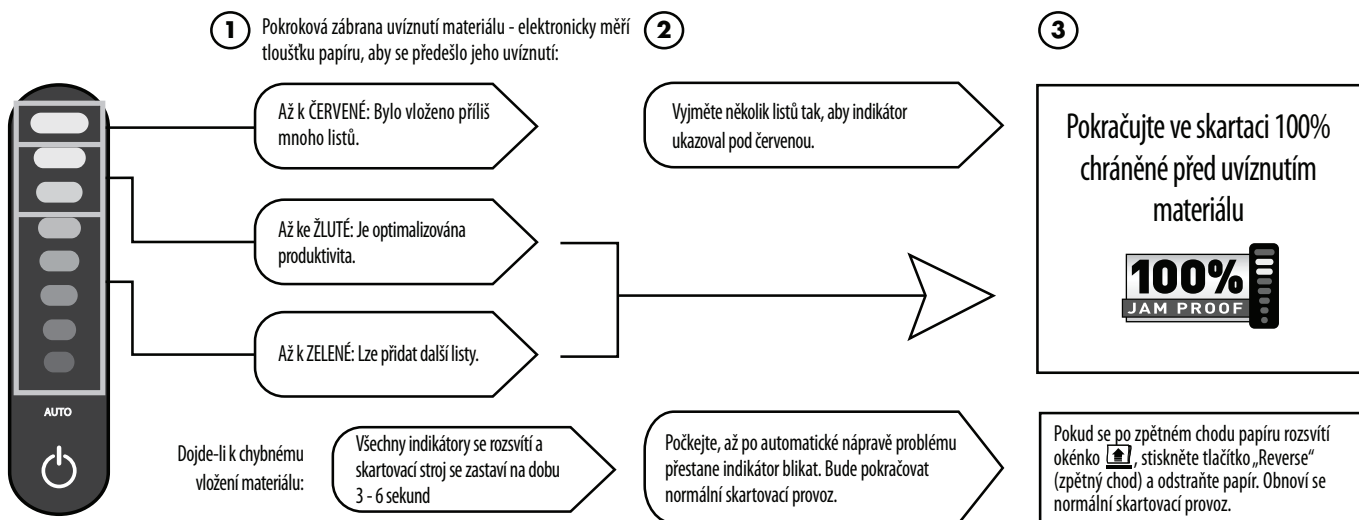 1
Pokroková zábrana uvíznutí materiálu - elektronicky měří
tloušťku papíru, aby se předešlo jeho uvíznutí:
2
3
Až k ČERVENÉ: Bylo vloženo příliš
mnoho listů.
Vyjměte několik listů tak, aby indikátor
ukazoval pod červenou.
Pokračujte ve skartaci 100%
chráněné před uvíznutím
materiálu
100%
JAM PROOF
Až ke ŽLUTÉ: Je optimalizována
produktivita.
Až k ZELENÉ: Lze přidat další listy.
AUTO
Dojde-li k chybnému
vložení materiálu:
Všechny indikátory se rozsvítí a
skartovací stroj se zastaví na dobu
3 - 6 sekund
Počkejte, až po automatické nápravě problému
přestane indikátor blikat. Bude pokračovat
normální skartovací provoz.
Pokud se po zpětném chodu papíru rozsvítí
okénko , stiskněte tlačítko „Reverse“
(zpětný chod) a odstraňte papír. Obnoví se
normální skartovací provoz.